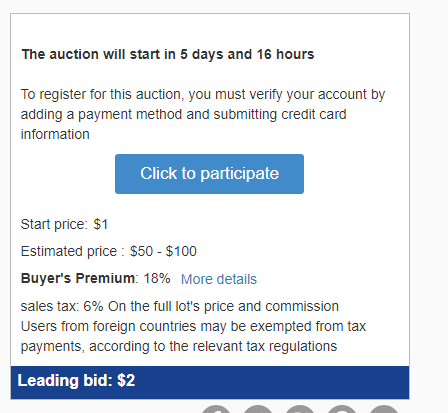 The auction will start in 5 days and 16 hours
To register for this auction, you must verify your account by
adding a payment method and submitting credit card
information
Click to participate
Start price: $1
Estimated price : $50 - $100
Buyer's Premium: 18% More details
sales tax: 6% On the full lot's price and commission
Users from foreign countries may be exempted from tax
payments, according to the relevant tax regulations
Leading bid: $2